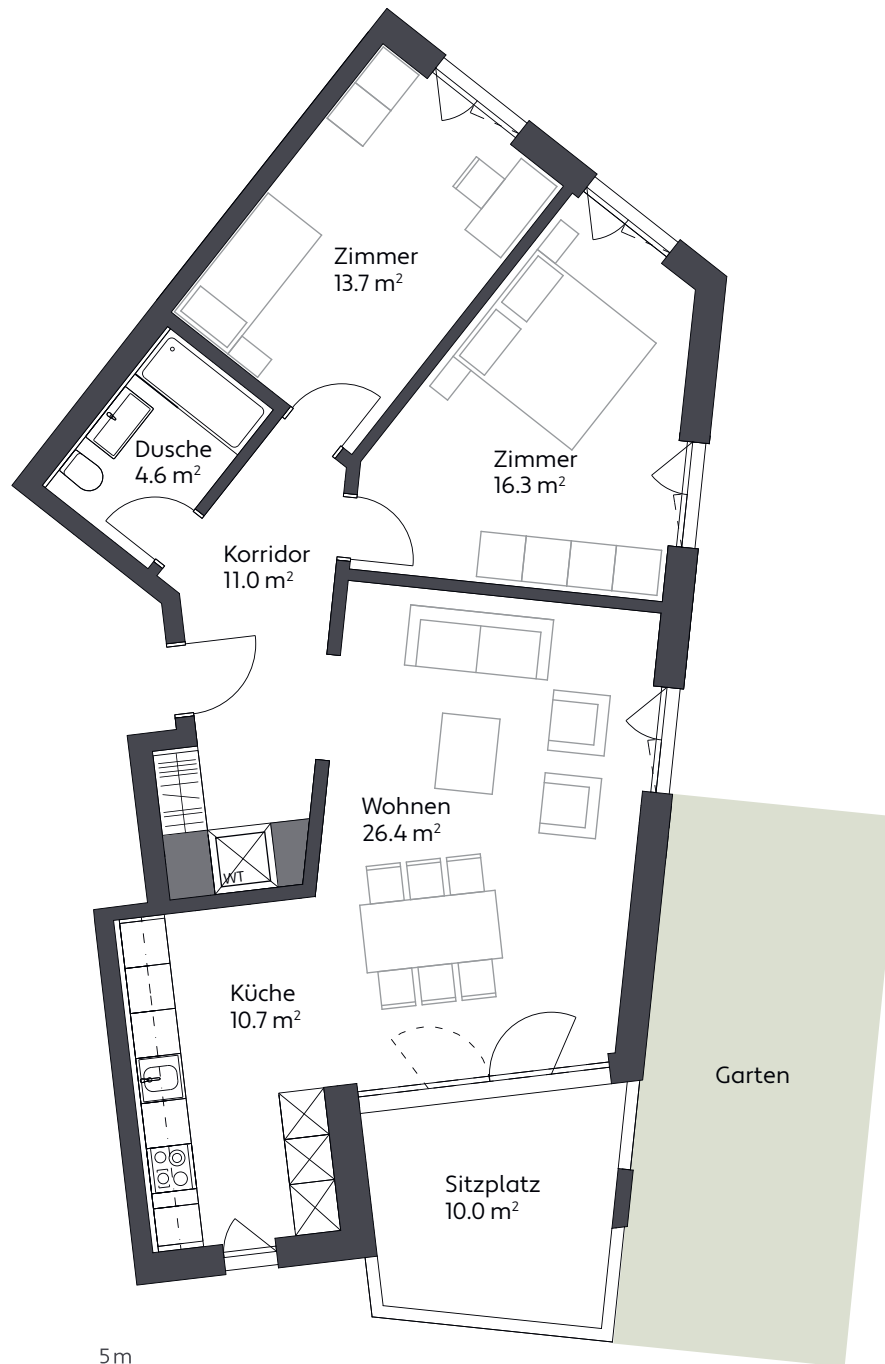 Zimmer
13.7 m²
Dusche
4.6 m²
Zimmer
16.3 m²
Korridor
11.0 m²
Wohnen
26.4 m²
WT
Küche
10.7 m²
Garten
Sitzplatz
10.0 m²
5 m